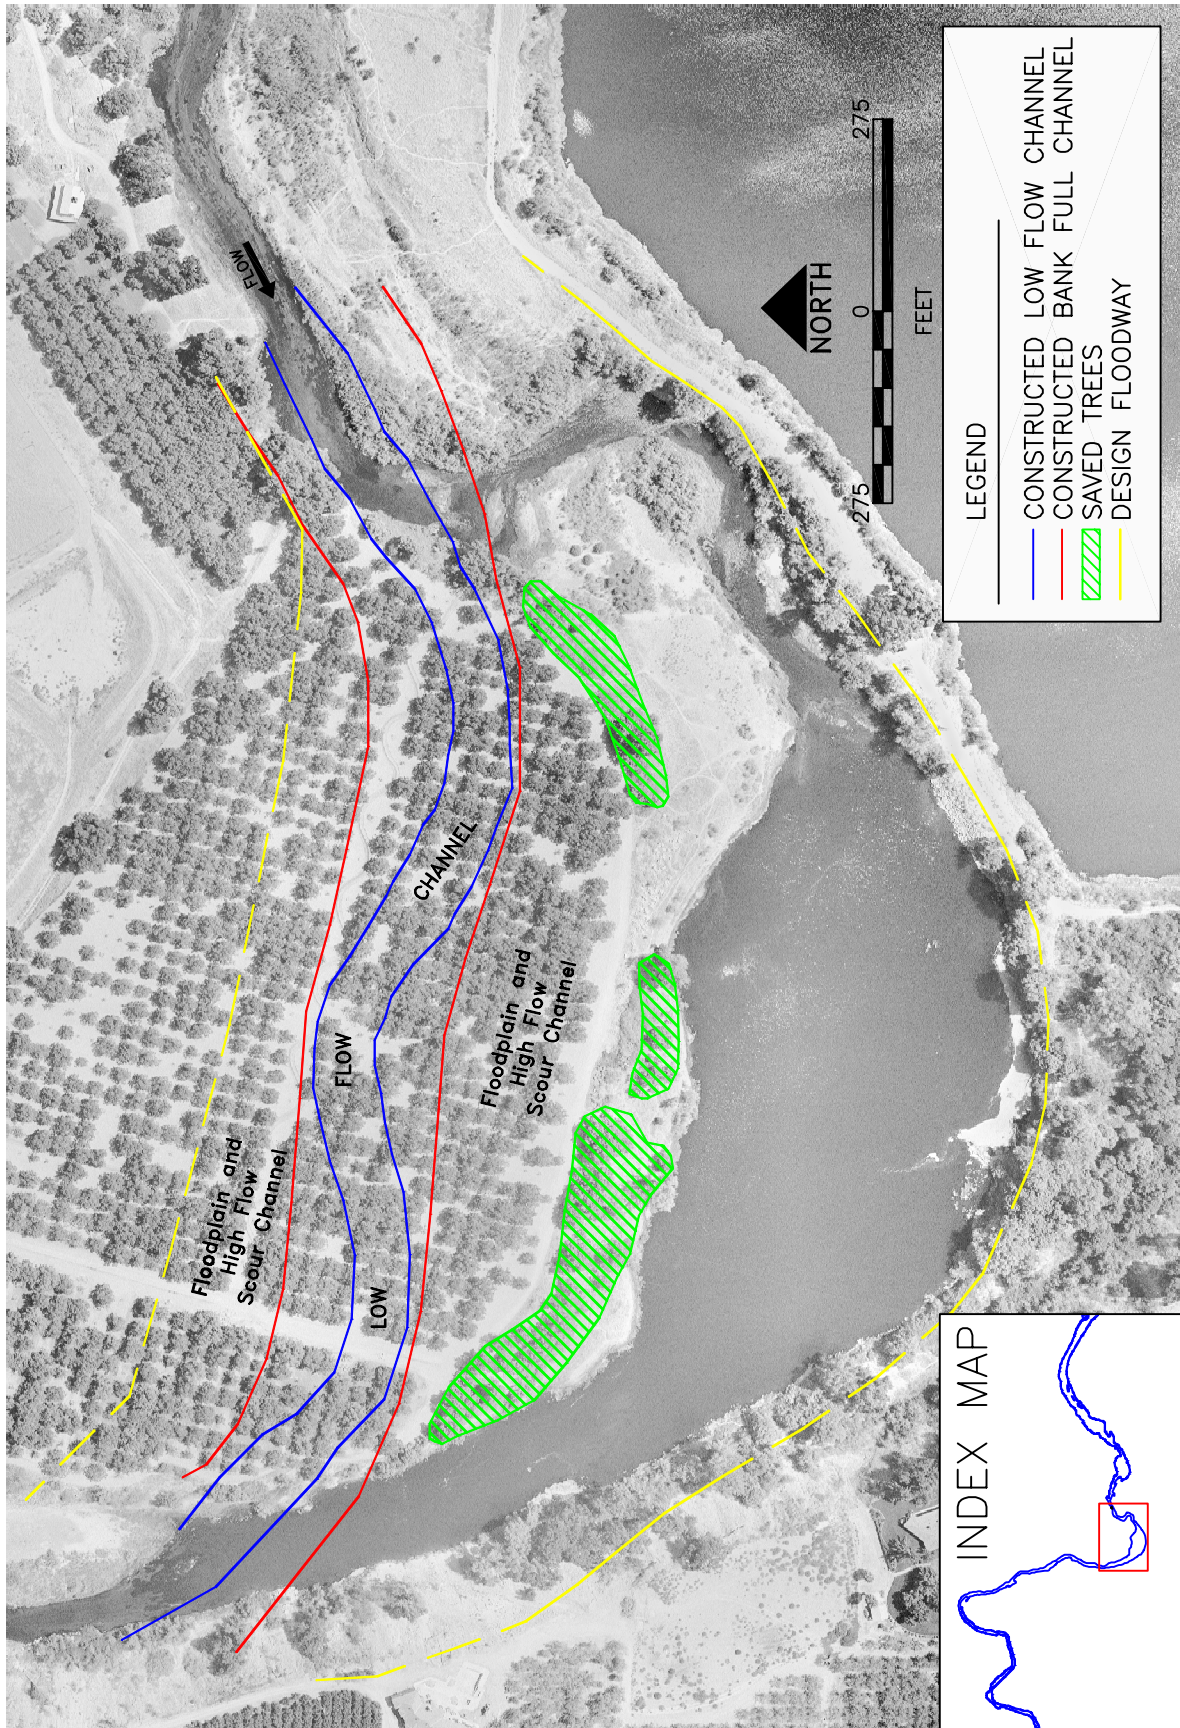 FLOW
275
0
275
FEET
NORTH
LEGEND
CONSTRUCTED LOW FLOW CHANNEL
CONSTRUCTED BANK FULL CHANNEL
SAVED TREES
DESIGN FLOODWAY
CHANNEL
FLOW
LOW
Floodplain and
High Flow
Scour Channel
Floodplain and
High Flow
Scour Channel
INDEX MAP